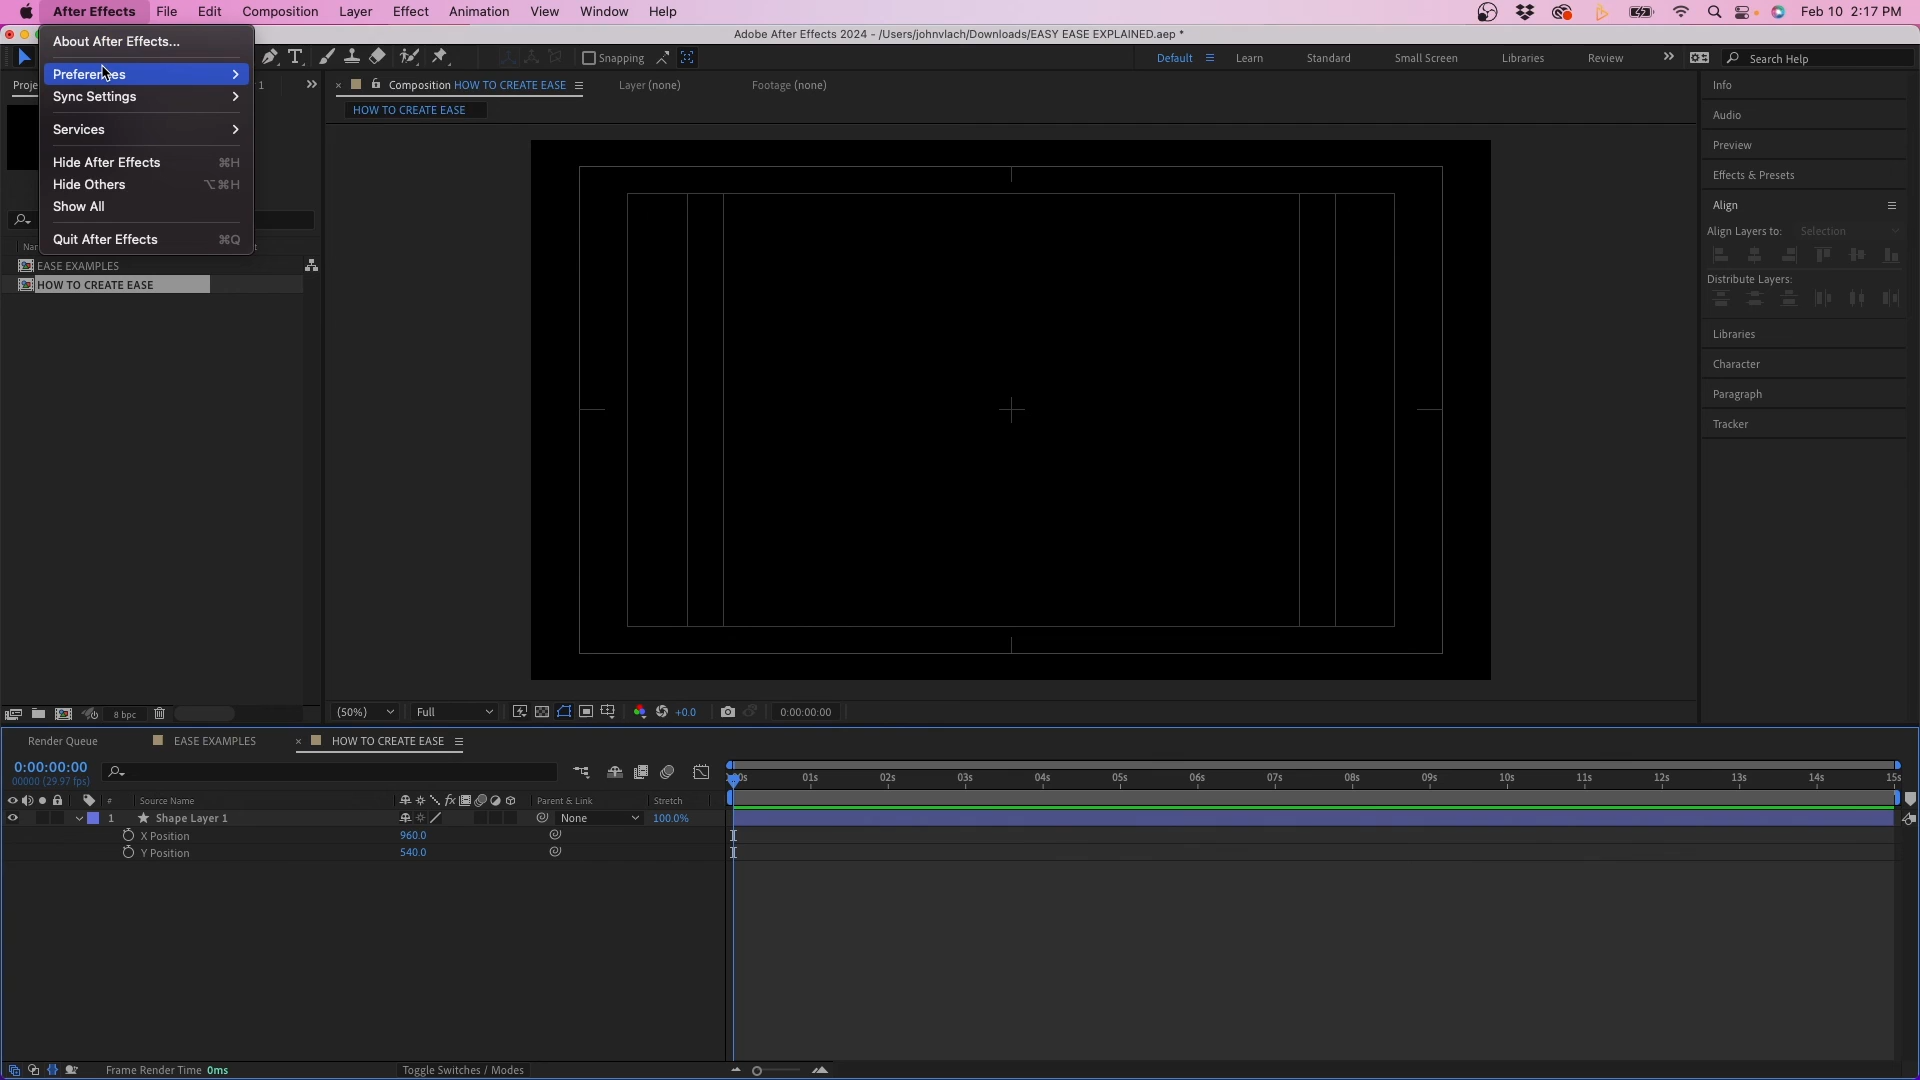 After Effects File Edit Composition Layer Effect Animation View Window Help Feb 10 2:17 PM
Adobe After Effects 2024 - /Users/johnvlach/Downloads/EASY EASE EXPLAINED.aep *
About After Effects...
Preferences
Sync Settings
Services
Hide After Effects ⌘H
Hide Others ⌥⌘H
Show All
Quit After Effects ⌘Q
Snapping
Default Learn Standard Small Screen Libraries Review Search Help
Composition HOW TO CREATE EASE Layer (none) Footage (none)
HOW TO CREATE EASE
EASE EXAMPLES
HOW TO CREATE EASE
8 bpc
(50%) Full +0.0 0:00:00:00
Info
Audio
Preview
Effects & Presets
Align
Align Layers to: Selection
Distribute Layers:
Libraries
Character
Paragraph
Tracker
Render Queue EASE EXAMPLES HOW TO CREATE EASE
0:00:00:00
00000 (29.97 fps)
01s 02s 03s 04s 05s 06s 07s 08s 09s 10s 11s 12s 13s 14s 15s
# Source Name fx Parent & Link Stretch
1 Shape Layer 1 None 100.0%
X Position 960.0
Y Position 540.0
Frame Render Time 0ms Toggle Switches / Modes